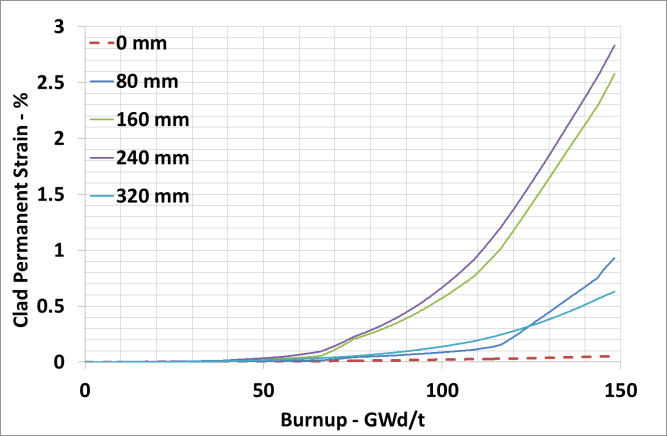 3
2.5
2
1.5
1
0.5
0
0
50
100
150
Clad Permanent Strain - %
Burnup - GWd/t
0 mm
80 mm
160 mm
240 mm
320 mm